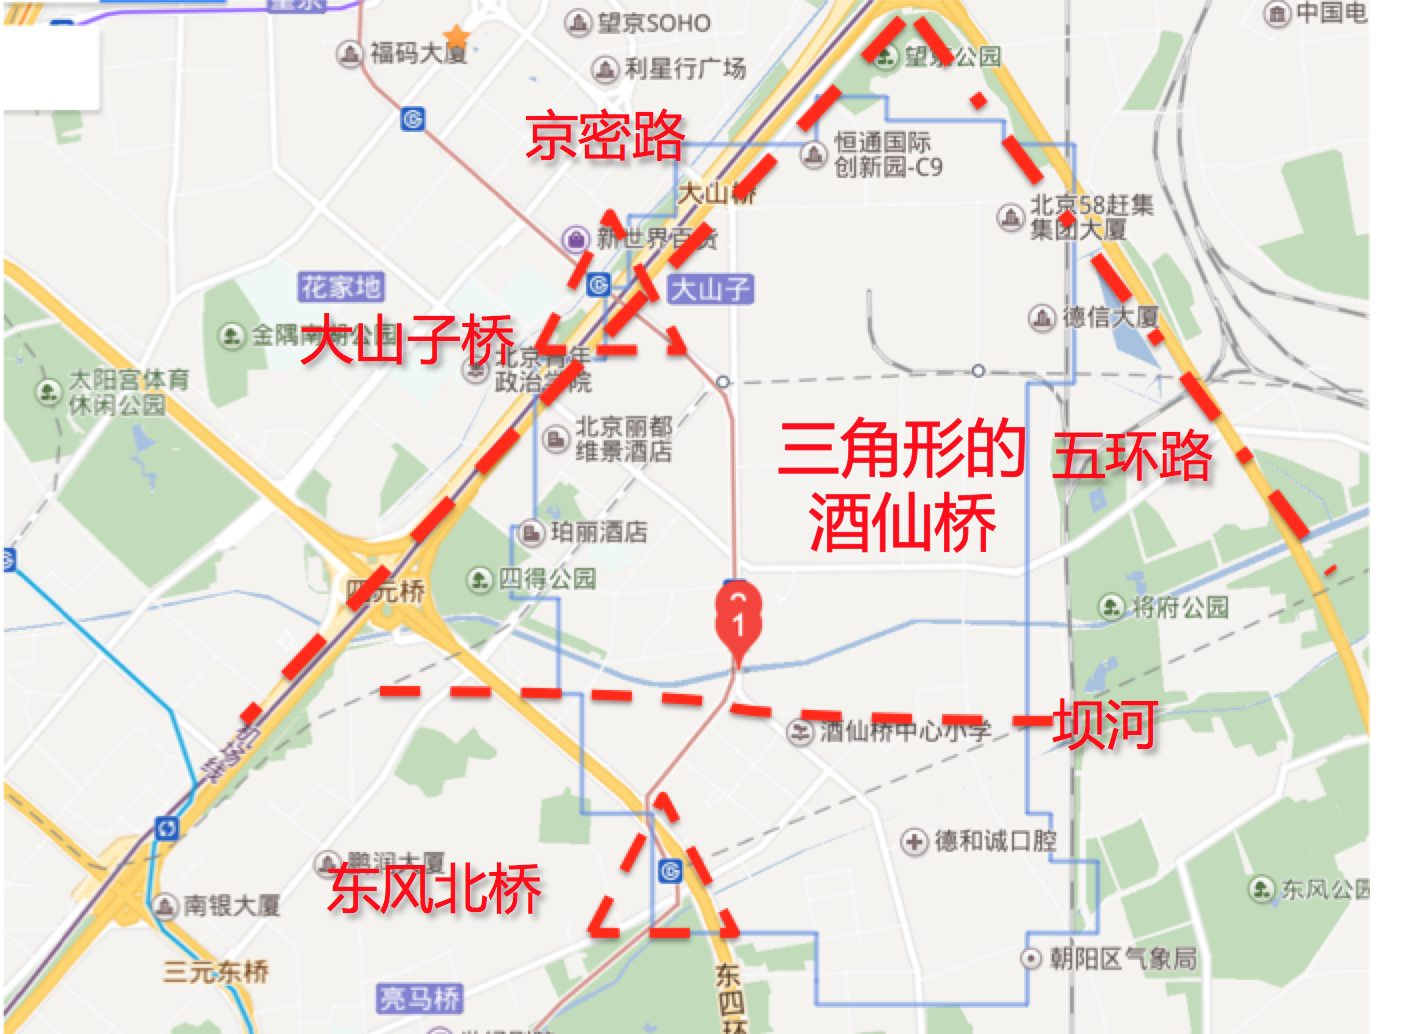 望京SOHO
中国电
福码大厦
利星行广场
望京公园
京密路
恒通国际
创新园-C9
大山桥
北京58赶集
集团大厦
新世界百货
花家地
大山子
德信大厦
金隅南湖公园
大山子桥
北京青年
政治学院
太阳宫体育
休闲公园
北京丽都
维景酒店
三角形的
酒仙桥
五环路
珀丽酒店
四得公园
四元桥
将府公园
1
机场线
酒仙桥中心小学
坝河
德和诚口腔
鹏润大厦
东风北桥
南银大厦
东风公园
朝阳区气象局
三元东桥
亮马桥
东四环